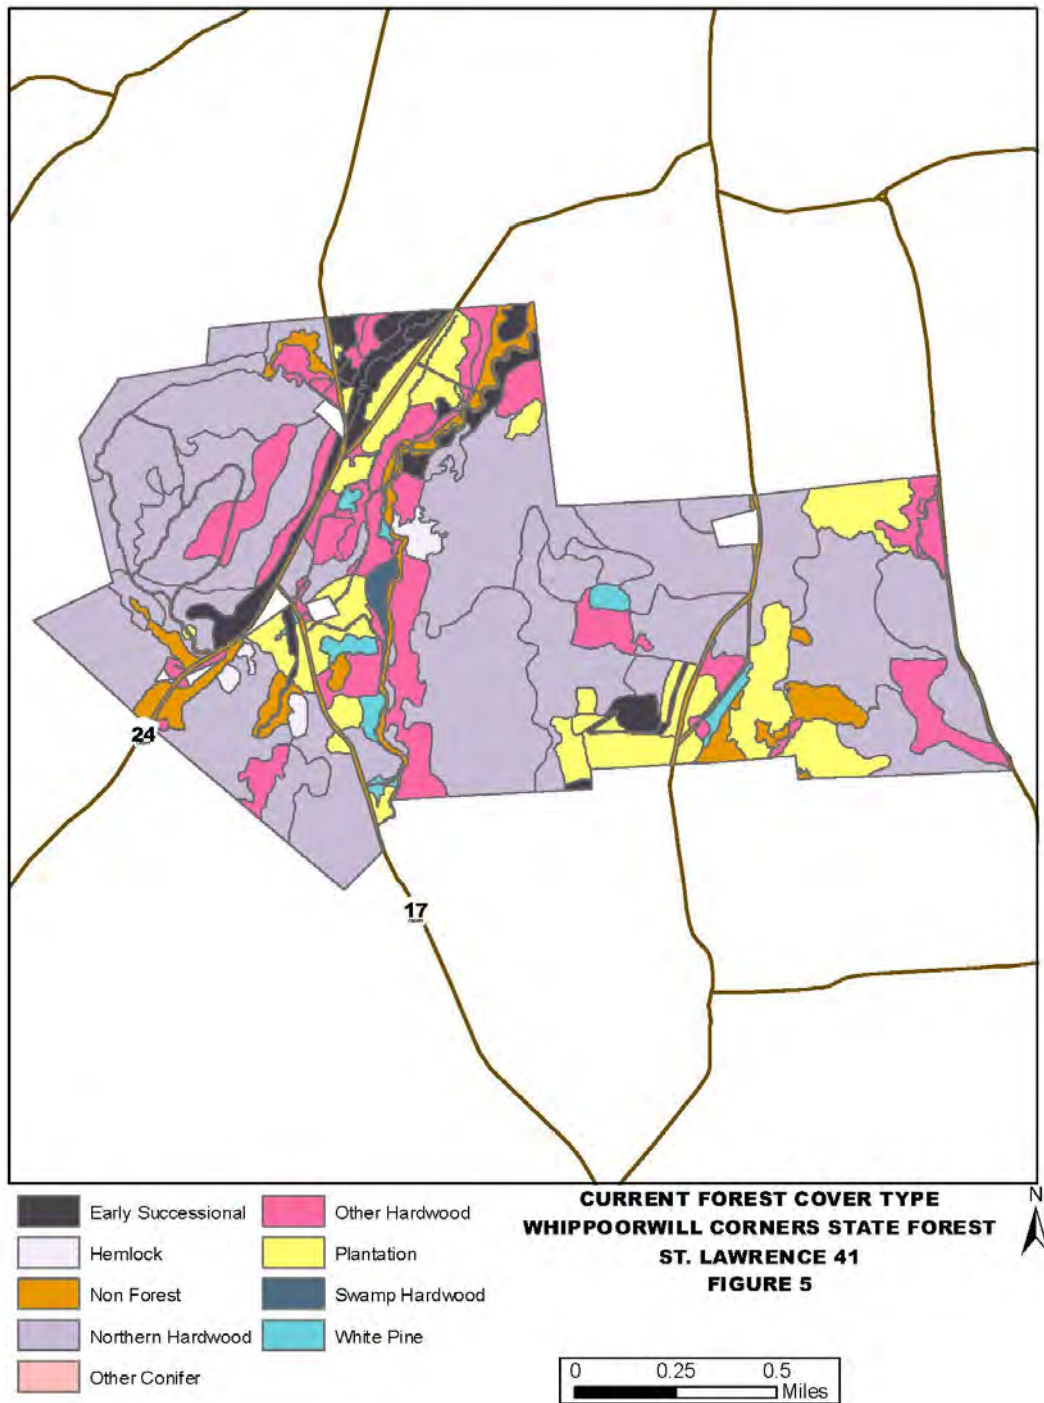 24
17
Early Successional
Hemlock
Non Forest
Northern Hardwood
Other Conifer
Other Hardwood
Plantation
Swamp Hardwood
White Pine
CURRENT FOREST COVER TYPE
WHIPPOORWILL CORNERS STATE FOREST
ST. LAWRENCE 41
FIGURE 5
N
0 0.25 0.5
Miles